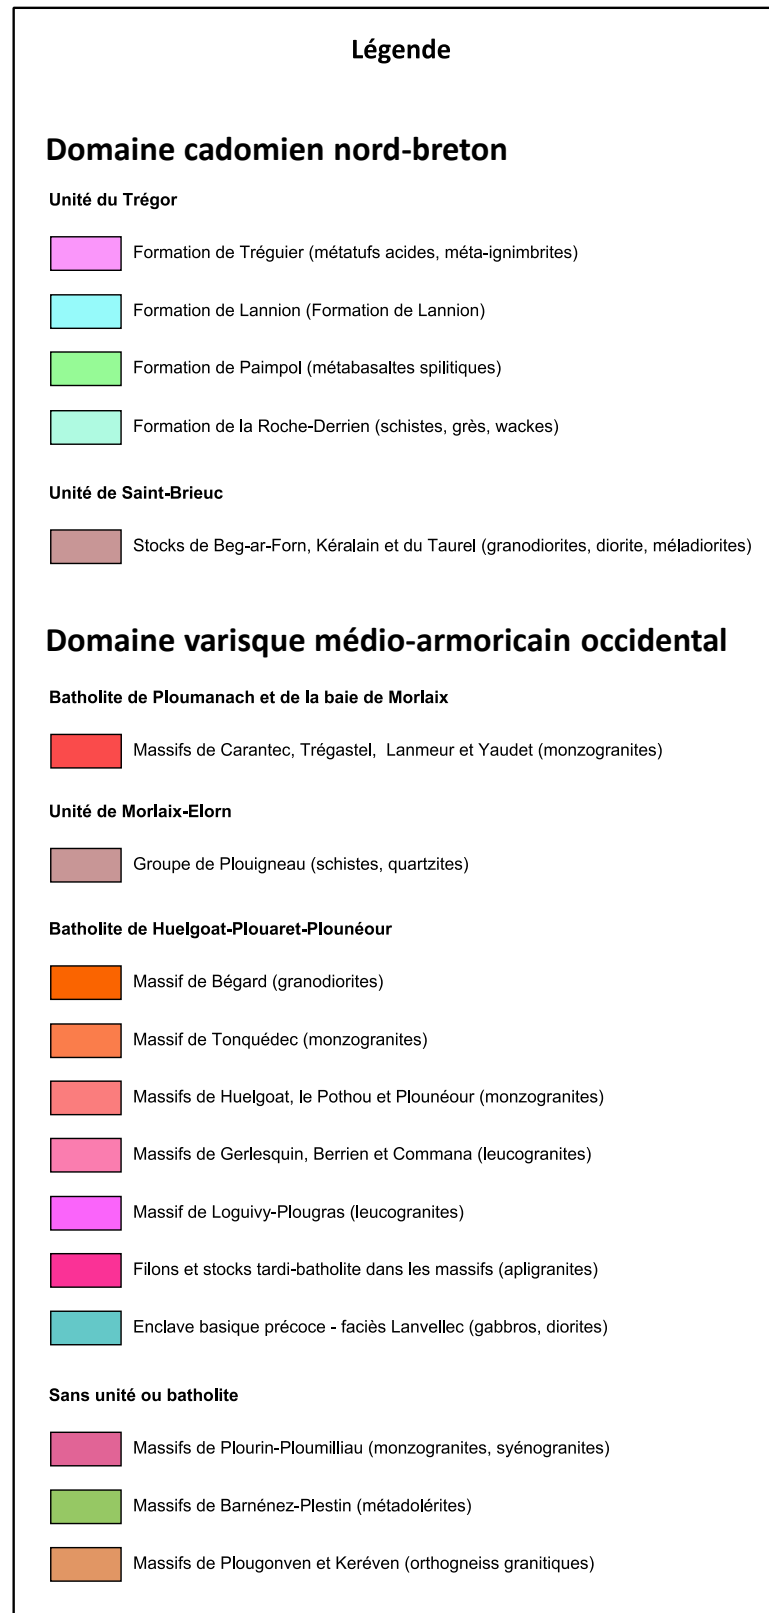 Légende
Domaine cadomien nord-breton
Unité du Trégor
Formation de Tréguier (métatufs acides, méta-ignimbrites)
Formation de Lannion (Formation de Lannion)
Formation de Paimpol (métabasaltes spilitiques)
Formation de la Roche-Derrien (schistes, grès, wackes)
Unité de Saint-Brieuc
Stocks de Beg-ar-Forn, Kéralain et du Taurel (granodiorites, diorite, méladiorites)
Domaine varisque médio-armoricain occidental
Batholite de Ploumanach et de la baie de Morlaix
Massifs de Carantec, Trégastel, Lanmeur et Yaudet (monzogranites)
Unité de Morlaix-Elorn
Groupe de Plouigneau (schistes, quartzites)
Batholite de Huelgoat-Plouaret-Plounéour
Massif de Bégard (granodiorites)
Massif de Tonquédec (monzogranites)
Massifs de Huelgoat, le Pothou et Plounéour (monzogranites)
Massifs de Gerlesquin, Berrien et Commana (leucogranites)
Massif de Loguivy-Plougras (leucogranites)
Filons et stocks tardi-batholite dans les massifs (apligranites)
Enclave basique précoce - faciès Lanvellec (gabbros, diorites)
Sans unité ou batholite
Massifs de Plourin-Ploumilliau (monzogranites, syénogranites)
Massifs de Barnénez-Plestin (métadolérites)
Massifs de Plougonven et Keréven (orthogneiss granitiques)